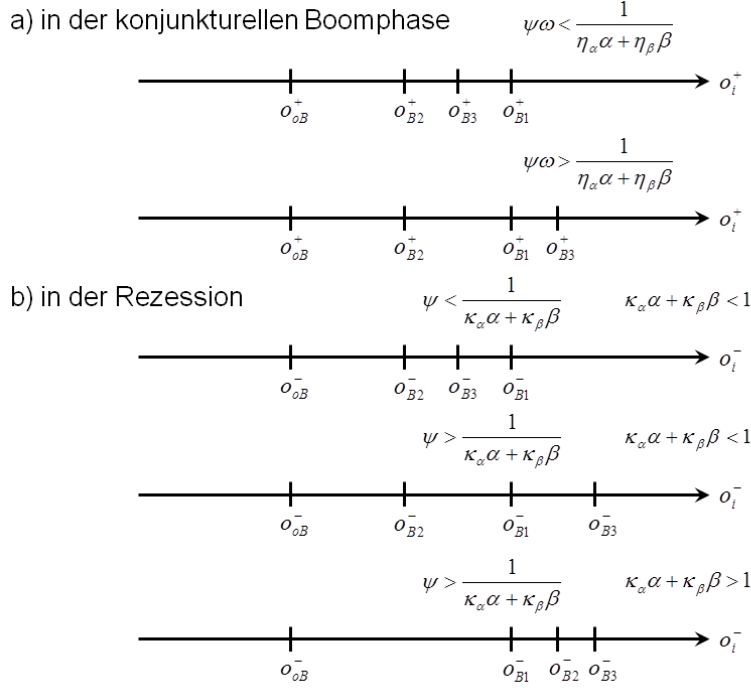 a) in der konjunkturellen Boomphase ψω < 1/(η_α α + η_β β)
o_i^+
o_oB^+ o_B2^+ o_B3^+ o_B1^+
ψω > 1/(η_α α + η_β β)
o_i^+
o_oB^+ o_B2^+ o_B1^+ o_B3^+
b) in der Rezession ψ < 1/(κ_α α + κ_β β) κ_α α + κ_β β < 1
o_i^-
o_oB^- o_B2^- o_B3^- o_B1^-
ψ > 1/(κ_α α + κ_β β) κ_α α + κ_β β < 1
o_i^-
o_oB^- o_B2^- o_B1^- o_B3^-
ψ > 1/(κ_α α + κ_β β) κ_α α + κ_β β > 1
o_i^-
o_oB^- o_B1^- o_B2^- o_B3^-